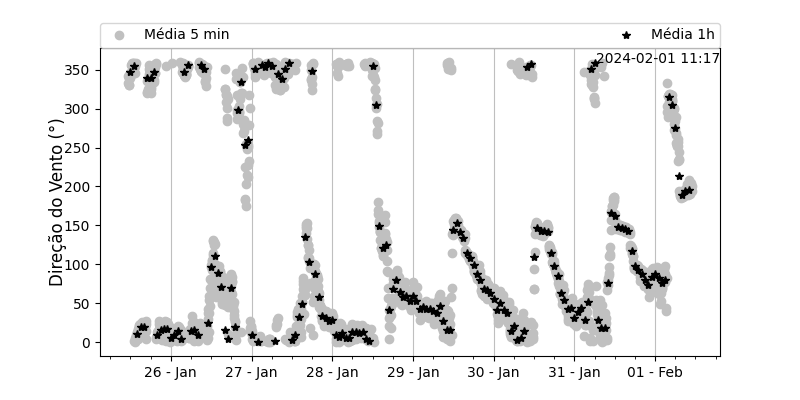 Média 5 min
Média 1h
2024-02-01 11:17
Direção do Vento (°)
350
300
250
200
150
100
50
0
26 - Jan
27 - Jan
28 - Jan
29 - Jan
30 - Jan
31 - Jan
01 - Feb